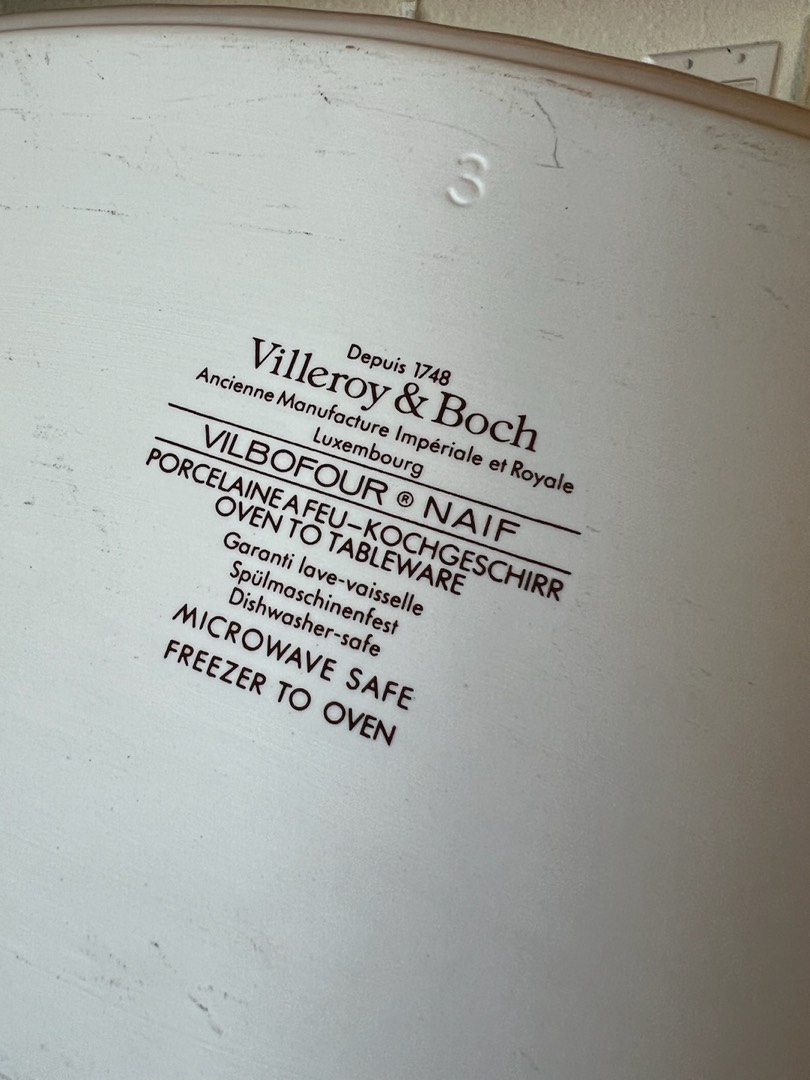 3
Depuis 1748
Villeroy & Boch
Ancienne Manufacture Impériale et Royale
Luxembourg
VILBOFOUR ® NAIF
PORCELAINE A FEU–KOCHGESCHIRR
OVEN TO TABLEWARE
Garanti lave-vaisselle
Spülmaschinenfest
Dishwasher-safe
MICROWAVE SAFE
FREEZER TO OVEN